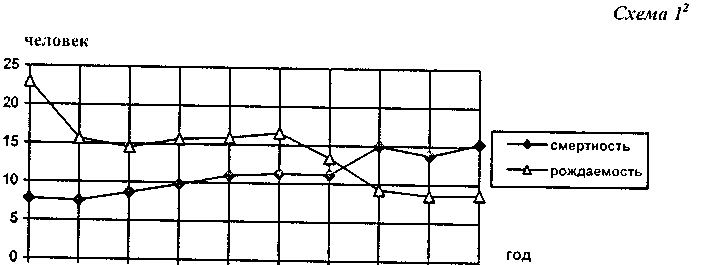 Схема 1²
человек
25
20
15
10
5
0
смертность
рождаемость
год